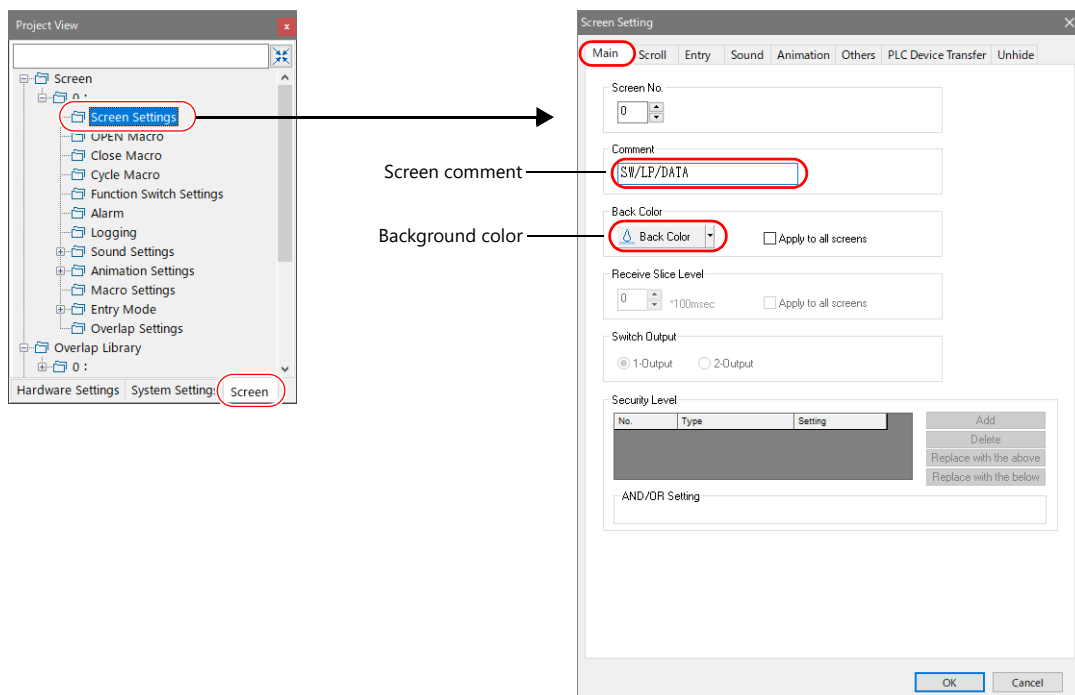 Project View
x
Screen
0 :
Screen Settings
OPEN Macro
Close Macro
Cycle Macro
Function Switch Settings
Alarm
Logging
Sound Settings
Animation Settings
Macro Settings
Entry Mode
Overlap Settings
Overlap Library
0 :
Hardware Settings System Setting Screen
Screen comment
Background color
Screen Setting
Main Scroll Entry Sound Animation Others PLC Device Transfer Unhide
Screen No.
0
Comment
SW/LP/DATA
Back Color
Back Color Apply to all screens
Receive Slice Level
0 *100msec Apply to all screens
Switch Output
1-Output 2-Output
Security Level
No. Type Setting
Add
Delete
Replace with the above
Replace with the below
AND/OR Setting
OK Cancel